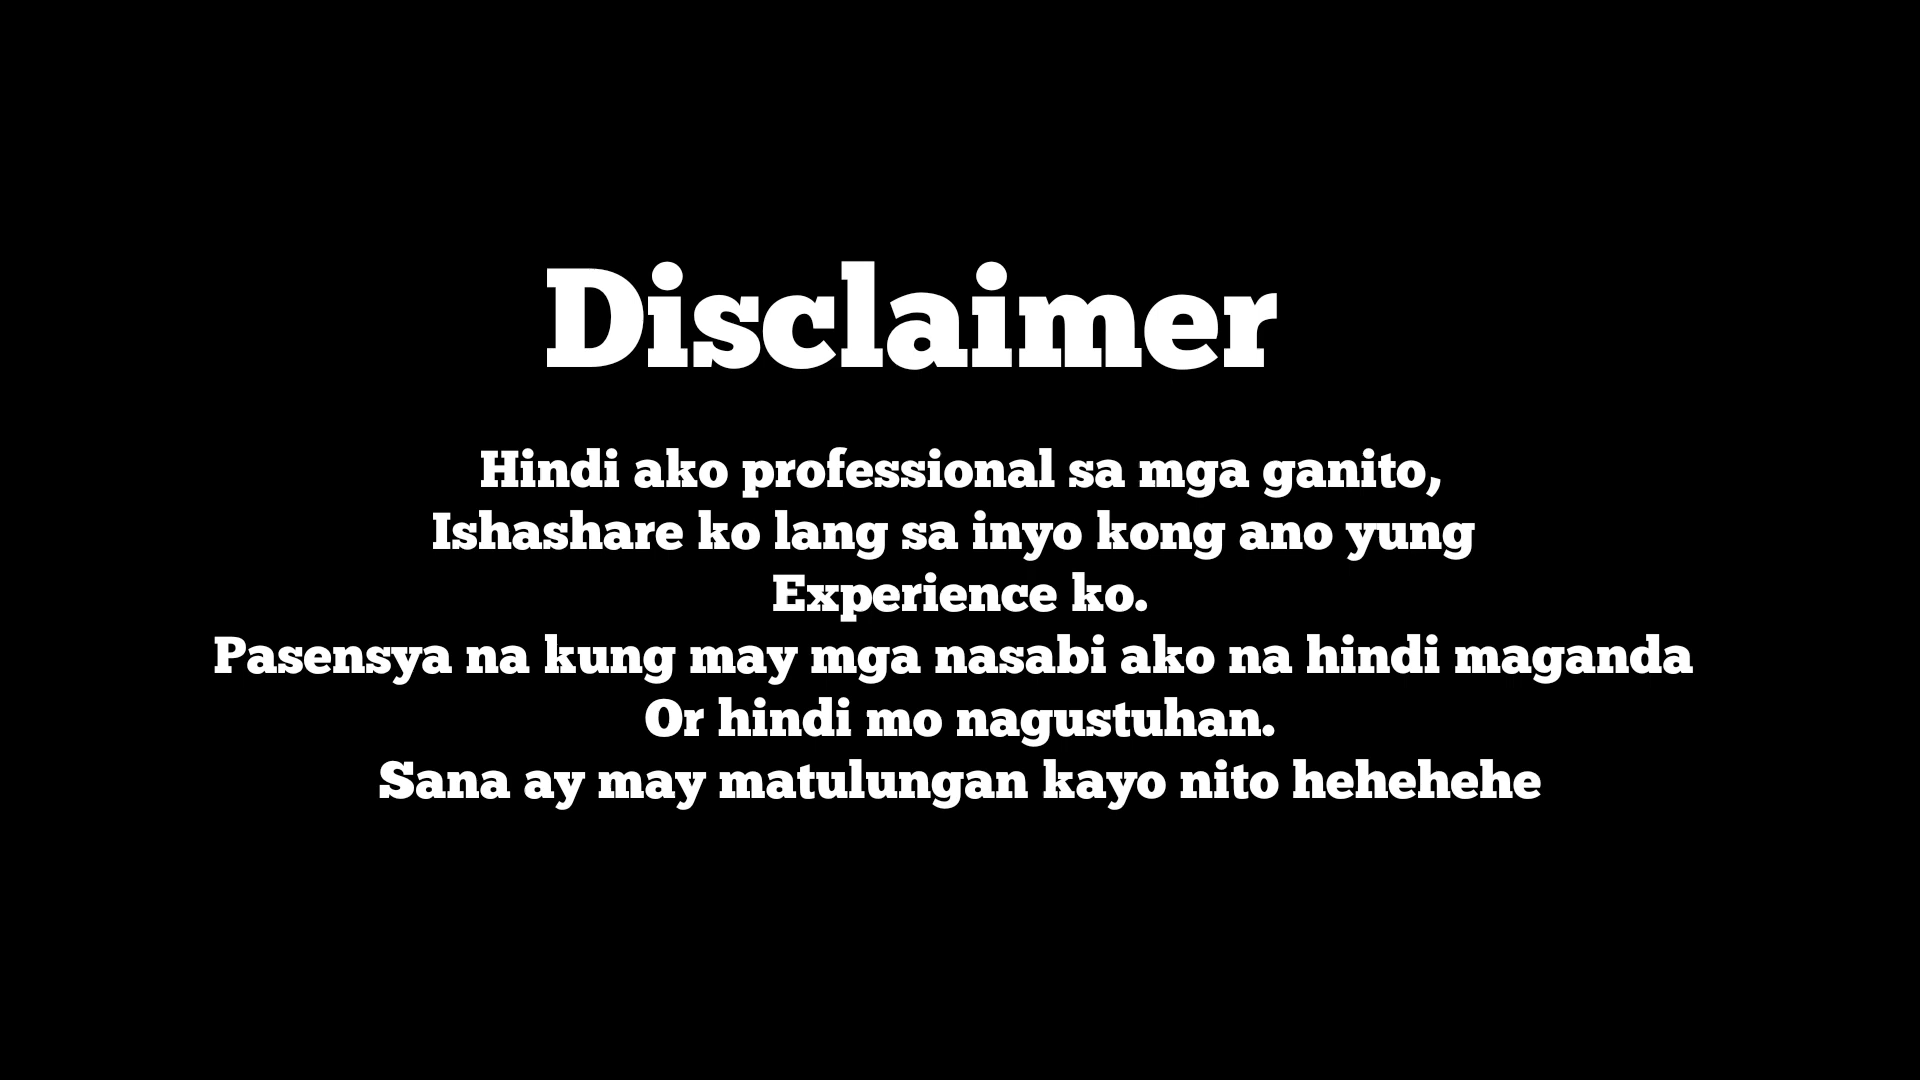 Disclaimer
Hindi ako professional sa mga ganito,
Ishashare ko lang sa inyo kong ano yung
Experience ko.
Pasensya na kung may mga nasabi ako na hindi maganda
Or hindi mo nagustuhan.
Sana ay may matulungan kayo nito hehehehe